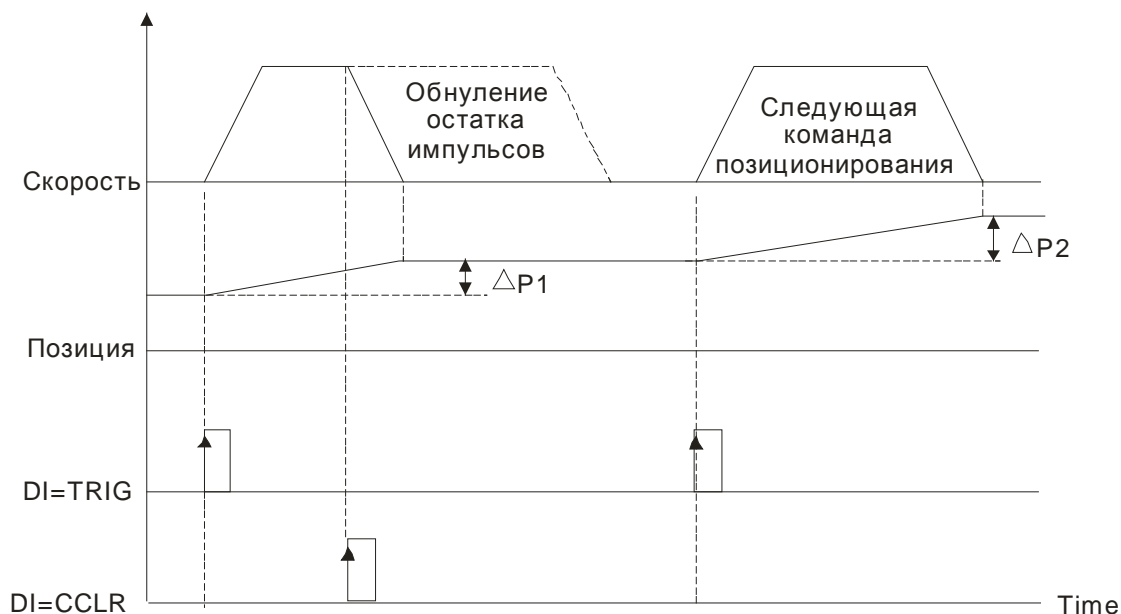 Обнуление
остатка
импульсов
Следующая
команда
позиционирования
Скорость
△P1
△P2
Позиция
DI=TRIG
DI=CCLR
Time